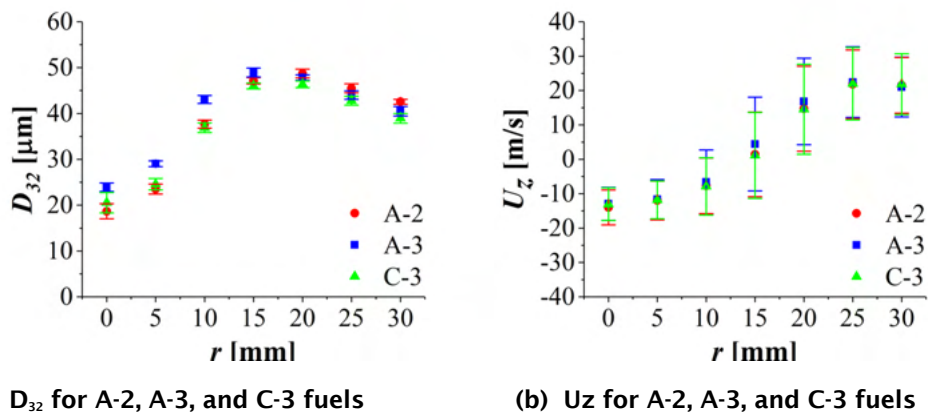 D₃₂ [µm]
60
50
40
30
20
10
0
0 5 10 15 20 25 30
r [mm]
A-2
A-3
C-3
U_Z [m/s]
40
30
20
10
0
-10
-20
-30
-40
0 5 10 15 20 25 30
r [mm]
A-2
A-3
C-3
D₃₂ for A-2, A-3, and C-3 fuels
(b) Uz for A-2, A-3, and C-3 fuels